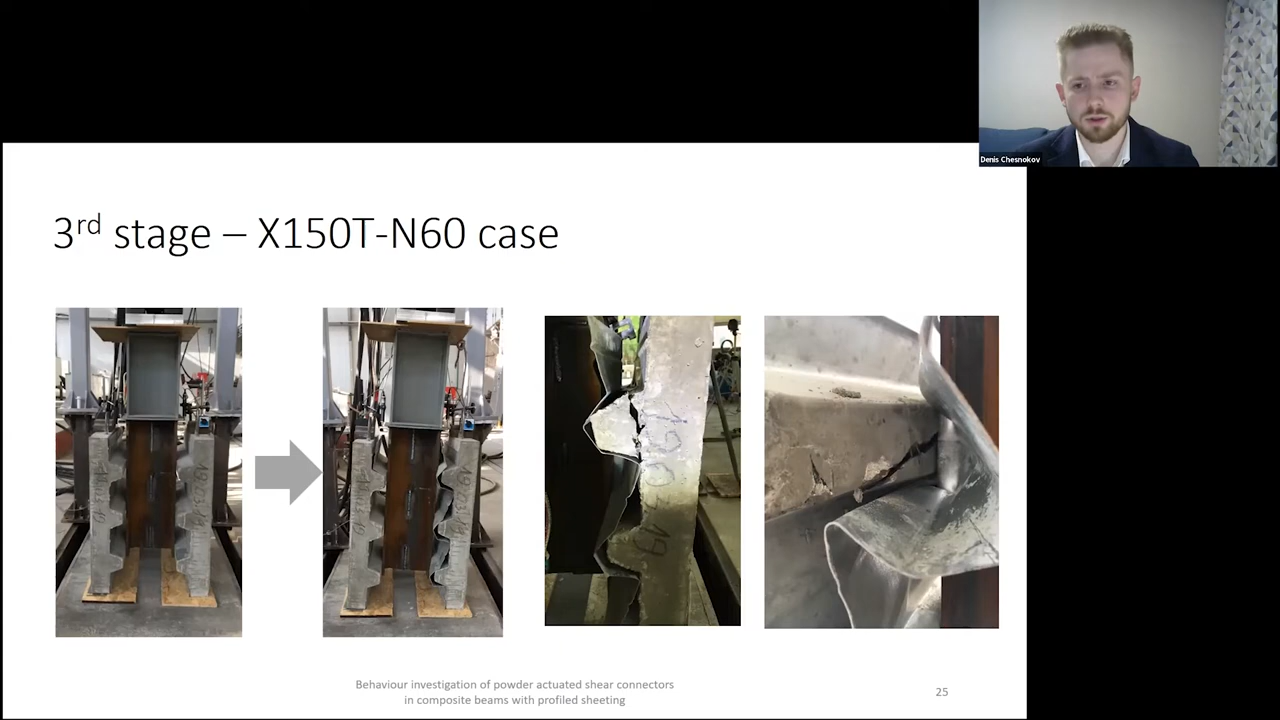 Denis Chesnokov
3rd stage – X150T-N60 case
Behaviour investigation of powder actuated shear connectors
in composite beams with profiled sheeting
25